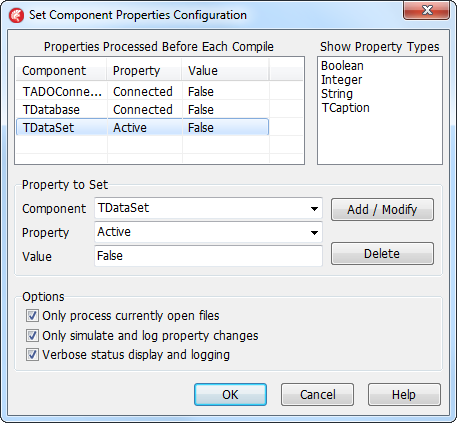 Set Component Properties Configuration
Properties Processed Before Each Compile
Component Property Value
TADOConne... Connected False
TDatabase Connected False
TDataSet Active False
Show Property Types
Boolean
Integer
String
TCaption
Property to Set
Component TDataSet Add / Modify
Property Active
Value False Delete
Options
Only process currently open files
Only simulate and log property changes
Verbose status display and logging
OK Cancel Help